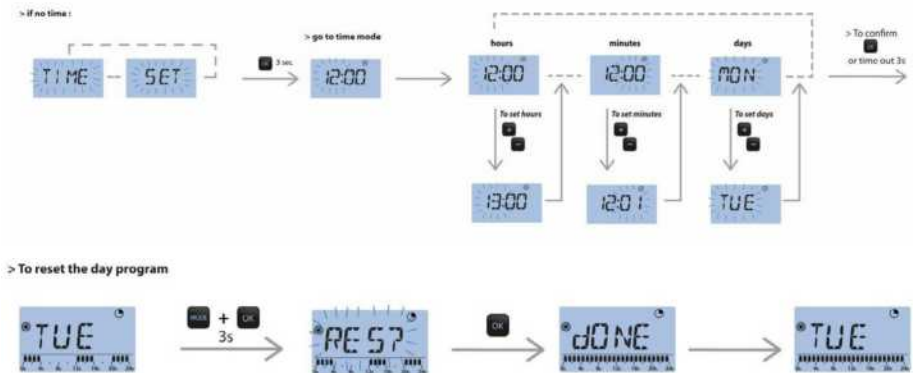 > if no time :
> go to time mode
hours minutes days
> To confirm
OK
or time out 3s
TIME SET
OK 3 sec
12:00
12:00 12:00 MON
To set hours To set minutes To set days
+ + +
- - -
13:00 12:01 TUE
> To reset the day program
TUE
MODE + OK
3s
RES?
OK
dONE
TUE